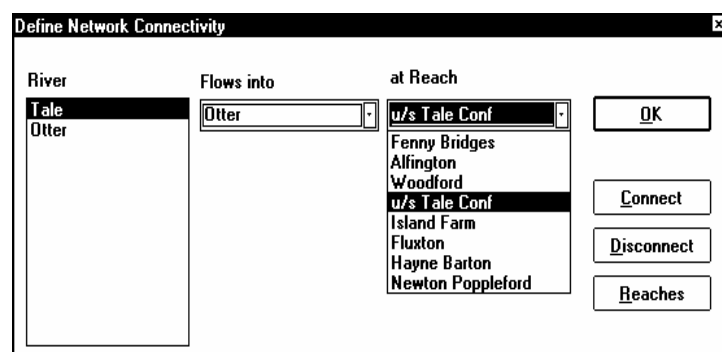 Define Network Connectivity
x
River
Flows into
at Reach
Tale
Otter
Otter
u/s Tale Conf
Fenny Bridges
Alfington
Woodford
u/s Tale Conf
Island Farm
Fluxton
Hayne Barton
Newton Poppleford
OK
Connect
Disconnect
Reaches